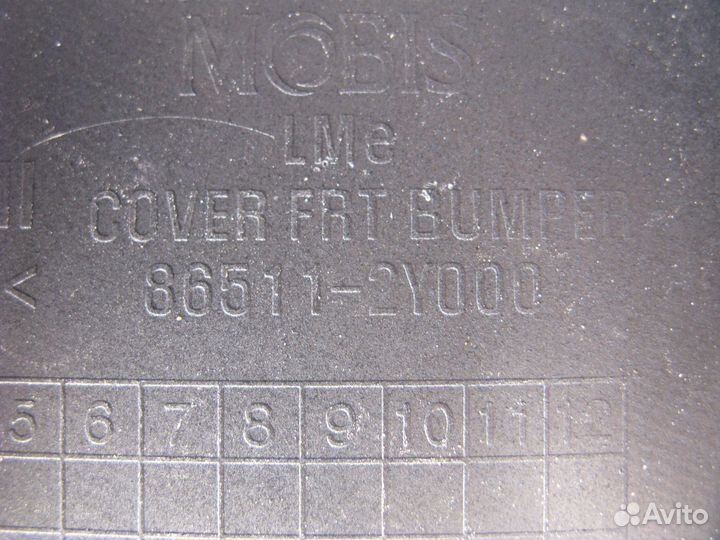 MOBIS
LMe
COVER FRT BUMPER
<
86511-2Y000
5 6 7 8 9 10 11 12
Avito